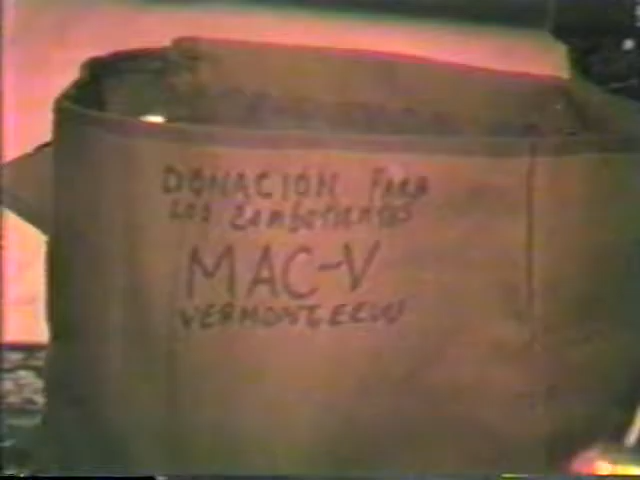 DONACION PARA
LOS COMBATIENTES
MAC-V
VERMONT EEUU